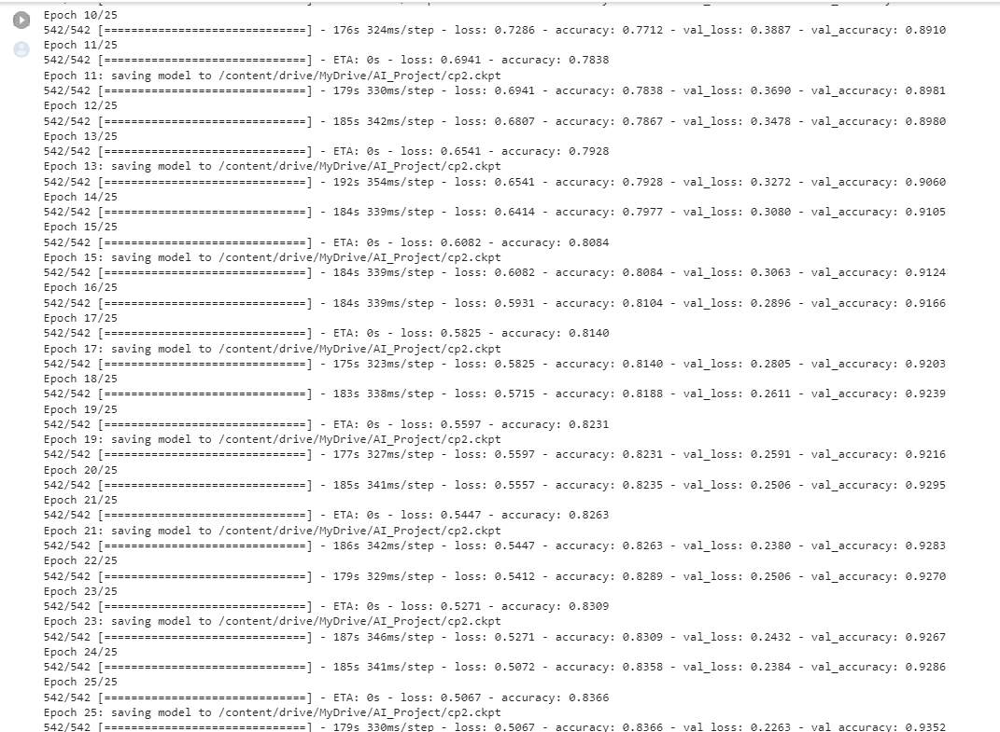 Epoch 10/25
542/542 [==============================] - 176s 324ms/step - loss: 0.7286 - accuracy: 0.7712 - val_loss: 0.3887 - val_accuracy: 0.8910
Epoch 11/25
542/542 [==============================] - ETA: 0s - loss: 0.6941 - accuracy: 0.7838
Epoch 11: saving model to /content/drive/MyDrive/AI_Project/cp2.ckpt
542/542 [==============================] - 179s 330ms/step - loss: 0.6941 - accuracy: 0.7838 - val_loss: 0.3690 - val_accuracy: 0.8981
Epoch 12/25
542/542 [==============================] - 185s 342ms/step - loss: 0.6807 - accuracy: 0.7867 - val_loss: 0.3478 - val_accuracy: 0.8980
Epoch 13/25
542/542 [==============================] - ETA: 0s - loss: 0.6541 - accuracy: 0.7928
Epoch 13: saving model to /content/drive/MyDrive/AI_Project/cp2.ckpt
542/542 [==============================] - 192s 354ms/step - loss: 0.6541 - accuracy: 0.7928 - val_loss: 0.3272 - val_accuracy: 0.9060
Epoch 14/25
542/542 [==============================] - 184s 339ms/step - loss: 0.6414 - accuracy: 0.7977 - val_loss: 0.3080 - val_accuracy: 0.9105
Epoch 15/25
542/542 [==============================] - ETA: 0s - loss: 0.6082 - accuracy: 0.8084
Epoch 15: saving model to /content/drive/MyDrive/AI_Project/cp2.ckpt
542/542 [==============================] - 184s 339ms/step - loss: 0.6082 - accuracy: 0.8084 - val_loss: 0.3063 - val_accuracy: 0.9124
Epoch 16/25
542/542 [==============================] - 184s 339ms/step - loss: 0.5931 - accuracy: 0.8104 - val_loss: 0.2896 - val_accuracy: 0.9166
Epoch 17/25
542/542 [==============================] - ETA: 0s - loss: 0.5825 - accuracy: 0.8140
Epoch 17: saving model to /content/drive/MyDrive/AI_Project/cp2.ckpt
542/542 [==============================] - 175s 323ms/step - loss: 0.5825 - accuracy: 0.8140 - val_loss: 0.2805 - val_accuracy: 0.9203
Epoch 18/25
542/542 [==============================] - 183s 338ms/step - loss: 0.5715 - accuracy: 0.8188 - val_loss: 0.2611 - val_accuracy: 0.9239
Epoch 19/25
542/542 [==============================] - ETA: 0s - loss: 0.5597 - accuracy: 0.8231
Epoch 19: saving model to /content/drive/MyDrive/AI_Project/cp2.ckpt
542/542 [==============================] - 177s 327ms/step - loss: 0.5597 - accuracy: 0.8231 - val_loss: 0.2591 - val_accuracy: 0.9216
Epoch 20/25
542/542 [==============================] - 185s 341ms/step - loss: 0.5557 - accuracy: 0.8235 - val_loss: 0.2506 - val_accuracy: 0.9295
Epoch 21/25
542/542 [==============================] - ETA: 0s - loss: 0.5447 - accuracy: 0.8263
Epoch 21: saving model to /content/drive/MyDrive/AI_Project/cp2.ckpt
542/542 [==============================] - 186s 342ms/step - loss: 0.5447 - accuracy: 0.8263 - val_loss: 0.2380 - val_accuracy: 0.9283
Epoch 22/25
542/542 [==============================] - 179s 329ms/step - loss: 0.5412 - accuracy: 0.8289 - val_loss: 0.2506 - val_accuracy: 0.9270
Epoch 23/25
542/542 [==============================] - ETA: 0s - loss: 0.5271 - accuracy: 0.8309
Epoch 23: saving model to /content/drive/MyDrive/AI_Project/cp2.ckpt
542/542 [==============================] - 187s 346ms/step - loss: 0.5271 - accuracy: 0.8309 - val_loss: 0.2432 - val_accuracy: 0.9267
Epoch 24/25
542/542 [==============================] - 185s 341ms/step - loss: 0.5072 - accuracy: 0.8358 - val_loss: 0.2384 - val_accuracy: 0.9286
Epoch 25/25
542/542 [==============================] - ETA: 0s - loss: 0.5067 - accuracy: 0.8366
Epoch 25: saving model to /content/drive/MyDrive/AI_Project/cp2.ckpt
542/542 [==============================] - 179s 330ms/step - loss: 0.5067 - accuracy: 0.8366 - val_loss: 0.2263 - val_accuracy: 0.9352